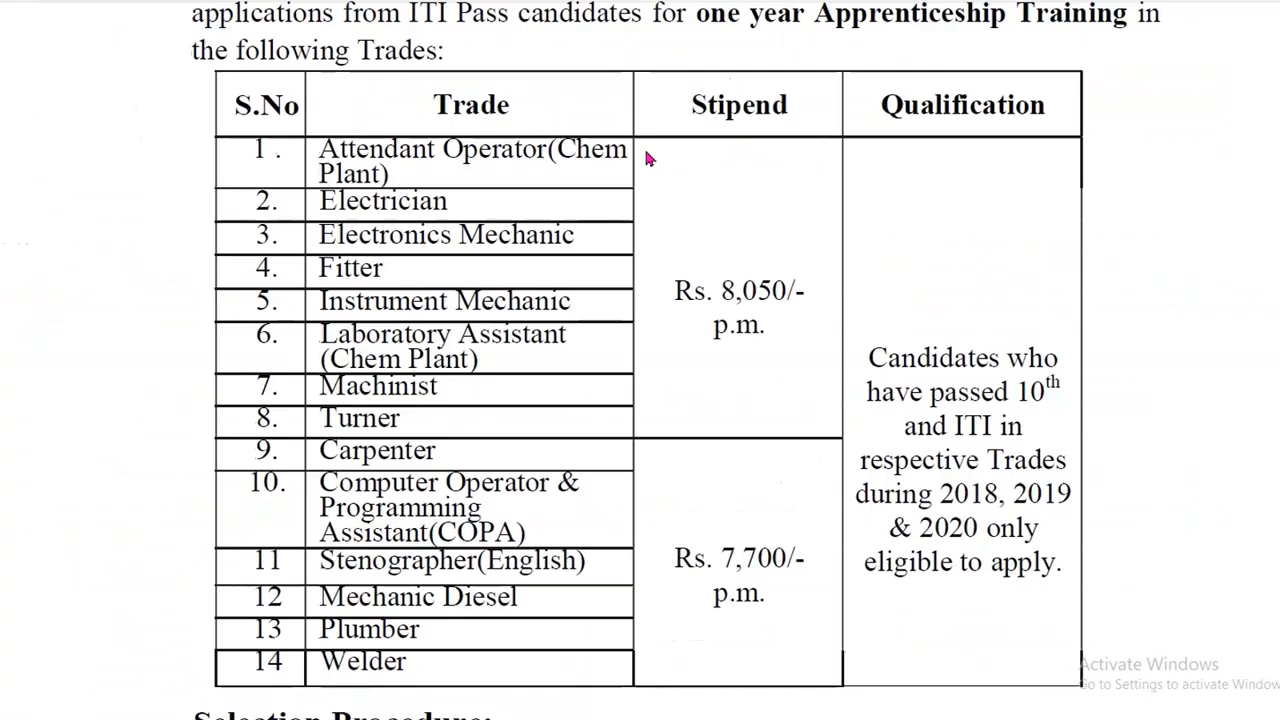 applications from ITI Pass candidates for one year Apprenticeship Training in
the following Trades:
S.No Trade Stipend Qualification
1 . Attendant Operator(Chem
Plant)
2. Electrician
3. Electronics Mechanic
4. Fitter
5. Instrument Mechanic
6. Laboratory Assistant
(Chem Plant)
7. Machinist
8. Turner
Rs. 8,050/-
p.m.
9. Carpenter
10. Computer Operator &
Programming
Assistant(COPA)
11 Stenographer(English)
12 Mechanic Diesel
13 Plumber
14 Welder
Rs. 7,700/-
p.m.
Candidates who
have passed 10th
and ITI in
respective Trades
during 2018, 2019
& 2020 only
eligible to apply.
Activate Windows
Go to Settings to activate Window
Selection Procedure: